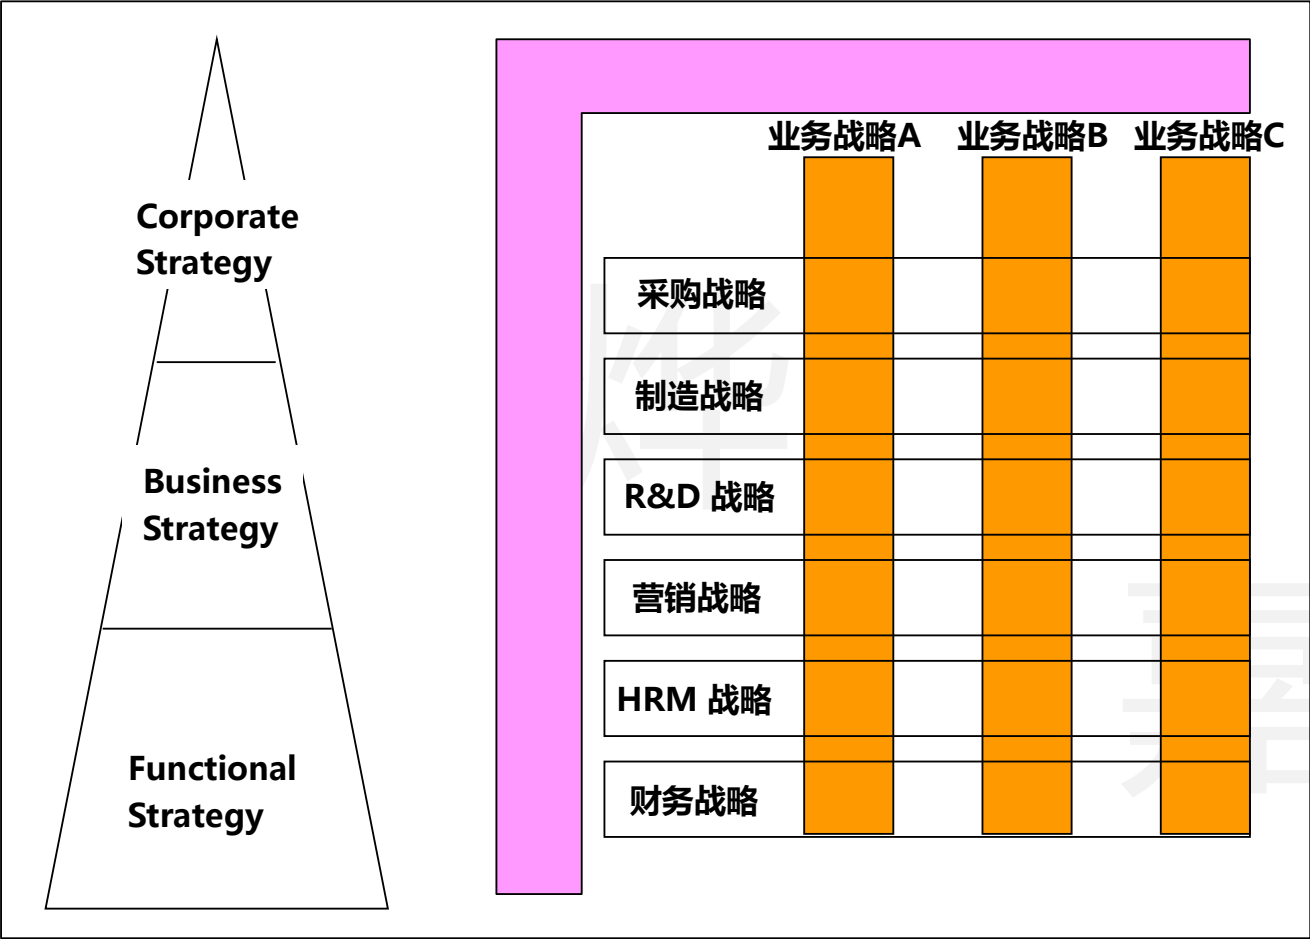 Corporate
Strategy
Business
Strategy
Functional
Strategy
业务战略A
业务战略B
业务战略C
采购战略
制造战略
R&D 战略
营销战略
HRM 战略
财务战略
烨
嘉